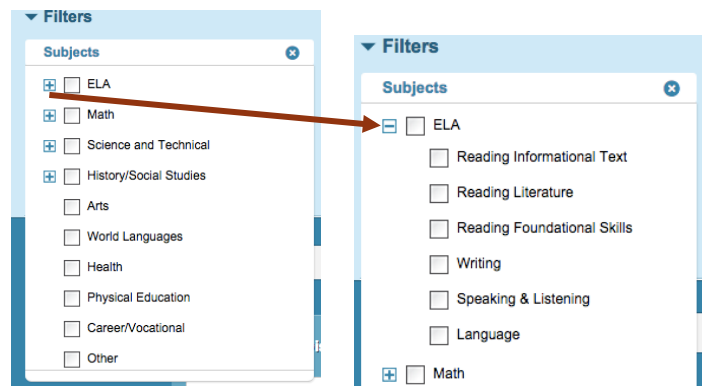 Filters
Subjects
ELA
Math
Science and Technical
History/Social Studies
Arts
World Languages
Health
Physical Education
Career/Vocational
Other
Filters
Subjects
ELA
Reading Informational Text
Reading Literature
Reading Foundational Skills
Writing
Speaking & Listening
Language
Math